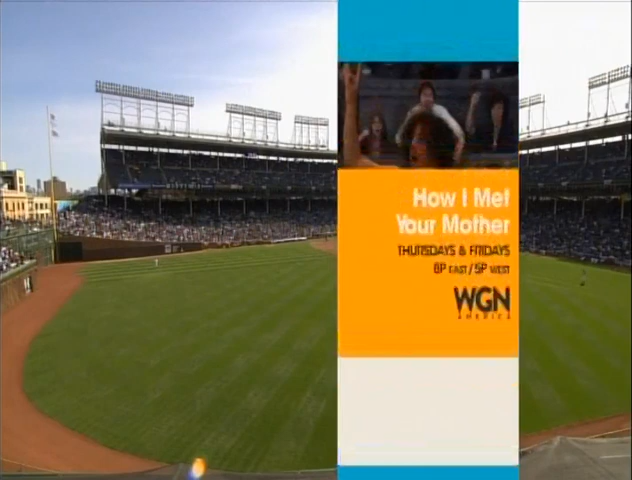 How I Met
Your Mother
THURSDAYS & FRIDAYS
8P EAST/5P WEST
WGN
AMERICA